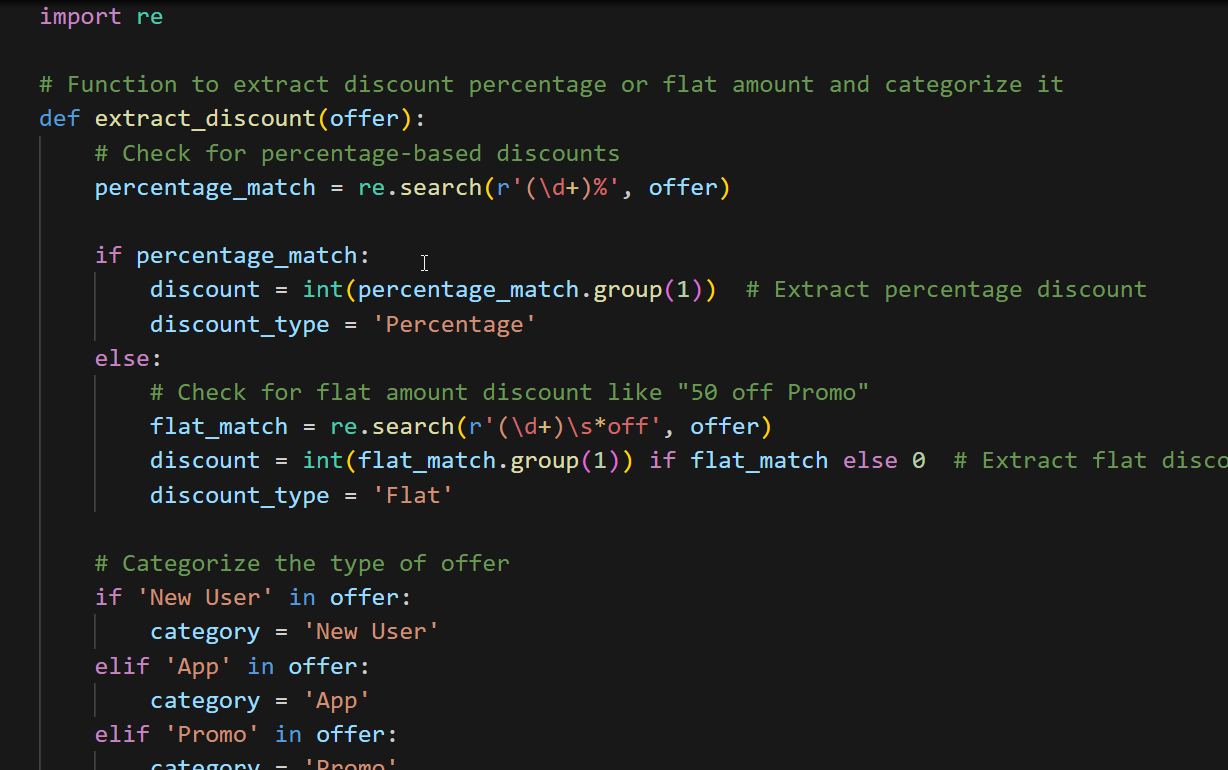 import re
# Function to extract discount percentage or flat amount and categorize it
def extract_discount(offer):
    # Check for percentage-based discounts
    percentage_match = re.search(r'(\d+)%', offer)
    if percentage_match:
        discount = int(percentage_match.group(1))  # Extract percentage discount
        discount_type = 'Percentage'
    else:
        # Check for flat amount discount like "50 off Promo"
        flat_match = re.search(r'(\d+)\s*off', offer)
        discount = int(flat_match.group(1)) if flat_match else 0  # Extract flat disco
        discount_type = 'Flat'
    # Categorize the type of offer
    if 'New User' in offer:
        category = 'New User'
    elif 'App' in offer:
        category = 'App'
    elif 'Promo' in offer:
        category = 'Promo'